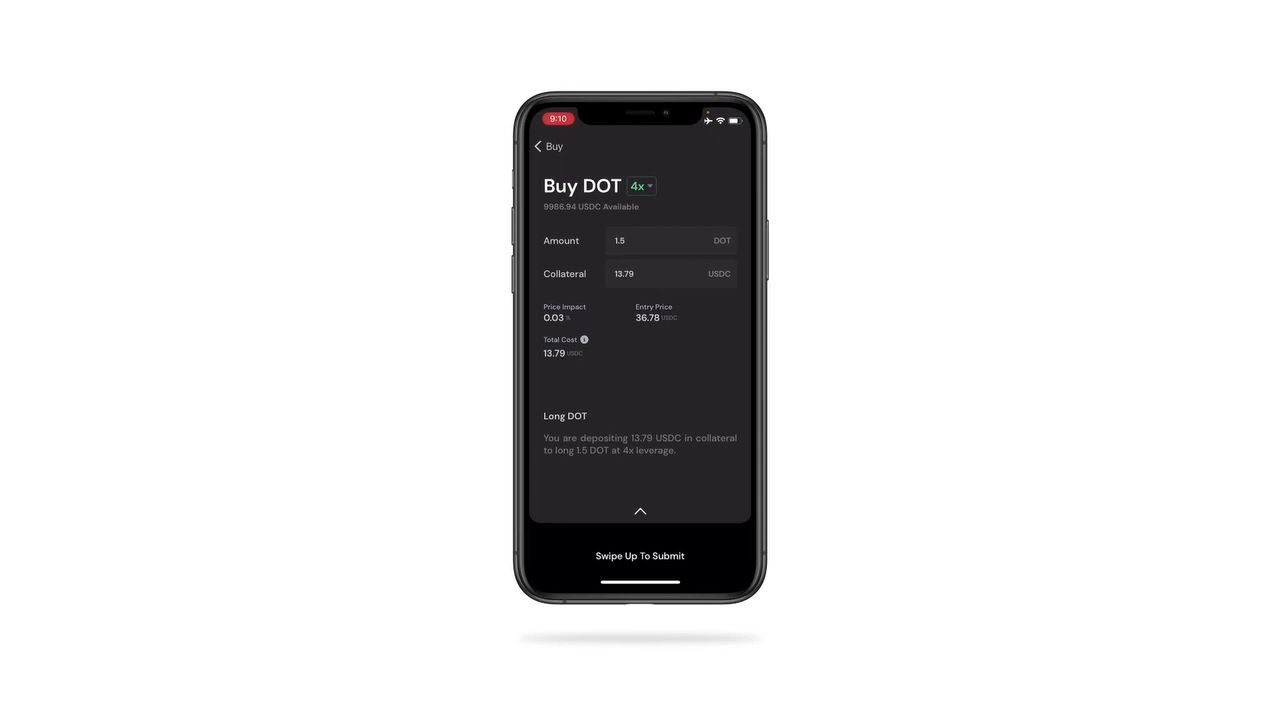 9:10
Buy
Buy DOT 4x
9986.94 USDC Available
Amount 1.5 DOT
Collateral 13.79 USDC
Price Impact Entry Price
0.03 % 36.78 USDC
Total Cost
13.79 USDC
Long DOT
You are depositing 13.79 USDC in collateral
to long 1.5 DOT at 4x leverage.
Swipe Up To Submit